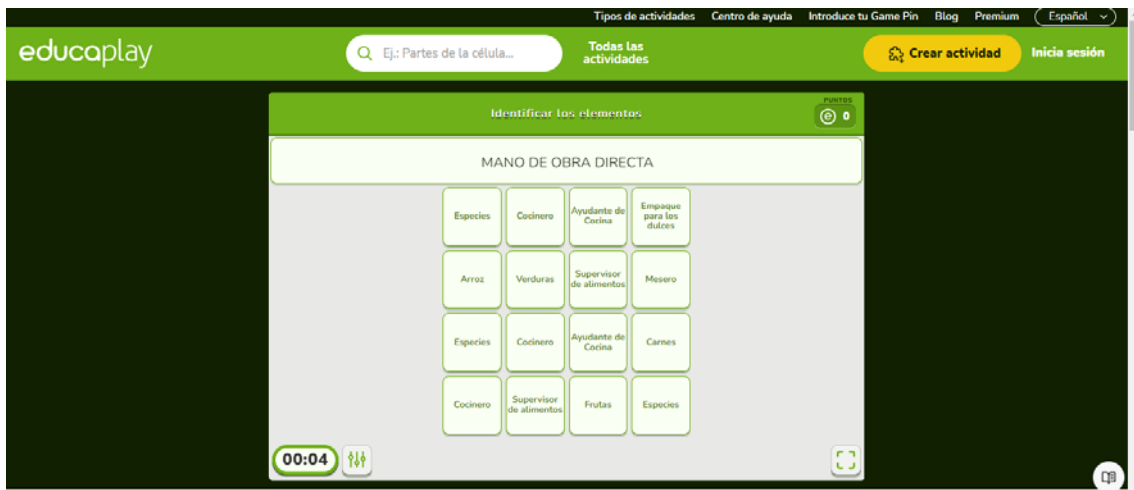 Tipos de actividades Centro de ayuda Introduce tu Game Pin Blog Premium Español
educaplay
Ej.: Partes de la célula...
Todas las
actividades
Crear actividad
Inicia sesión
Identificar los elementos
PUNTOS
0
MANO DE OBRA DIRECTA
Especies
Cocinero
Ayudante de
Cocina
Empaque
para los
dulces
Arroz
Verduras
Supervisor
de alimentos
Mesero
Especies
Cocinero
Ayudante de
Cocina
Carnes
Cocinero
Supervisor
de alimentos
Frutas
Especies
00:04